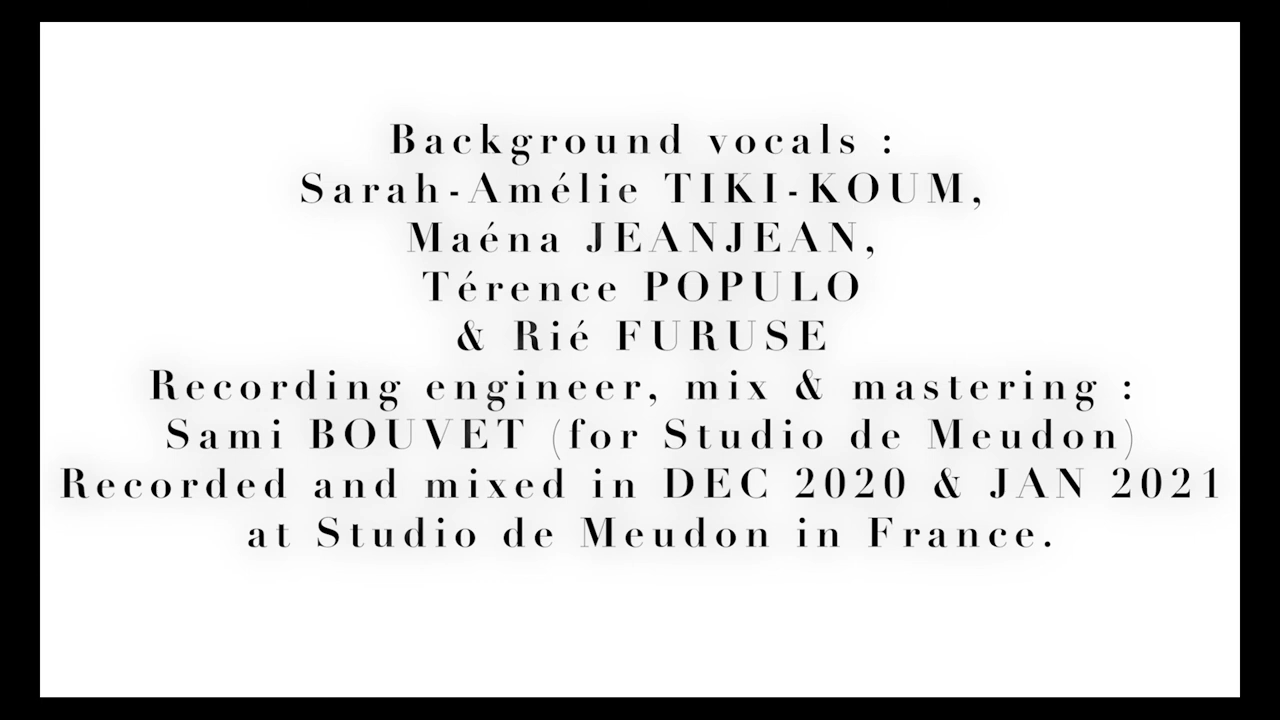 Background vocals :
Sarah-Amélie TIKI-KOUM,
Maéna JEANJEAN,
Térence POPULO
& Rié FURUSE
Recording engineer, mix & mastering :
Sami BOUVET (for Studio de Meudon)
Recorded and mixed in DEC 2020 & JAN 2021
at Studio de Meudon in France.